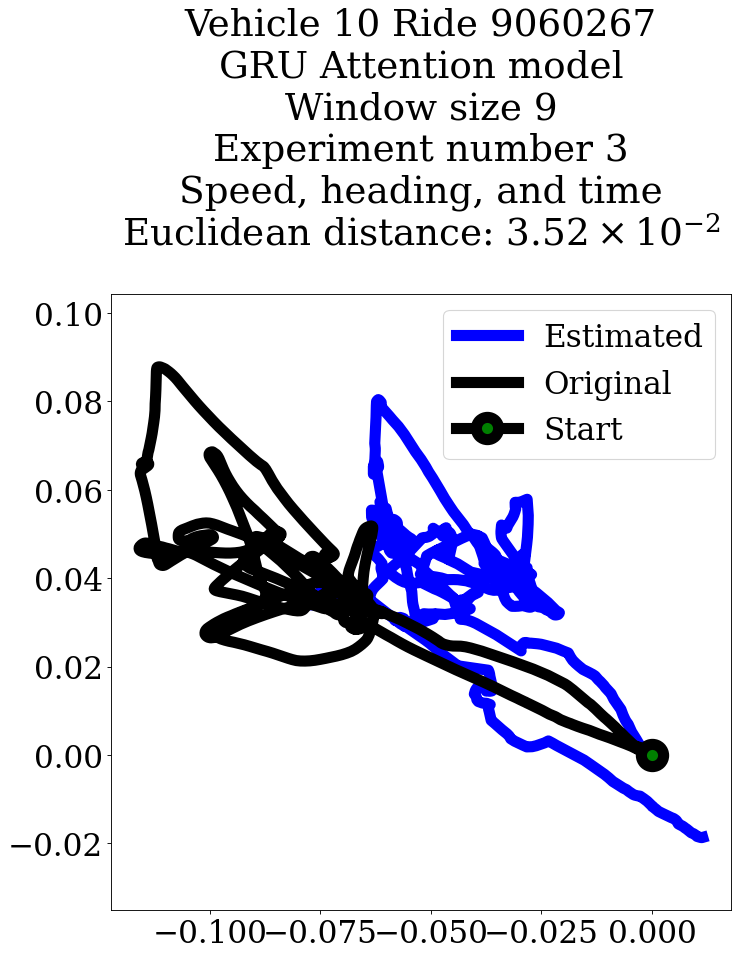 Vehicle 10 Ride 9060267
GRU Attention model
Window size 9
Experiment number 3
Speed, heading, and time
Euclidean distance: 3.52 × 10⁻²
Estimated
Original
Start
0.10
0.08
0.06
0.04
0.02
0.00
−0.02
−0.100 −0.075 −0.050 −0.025 0.000